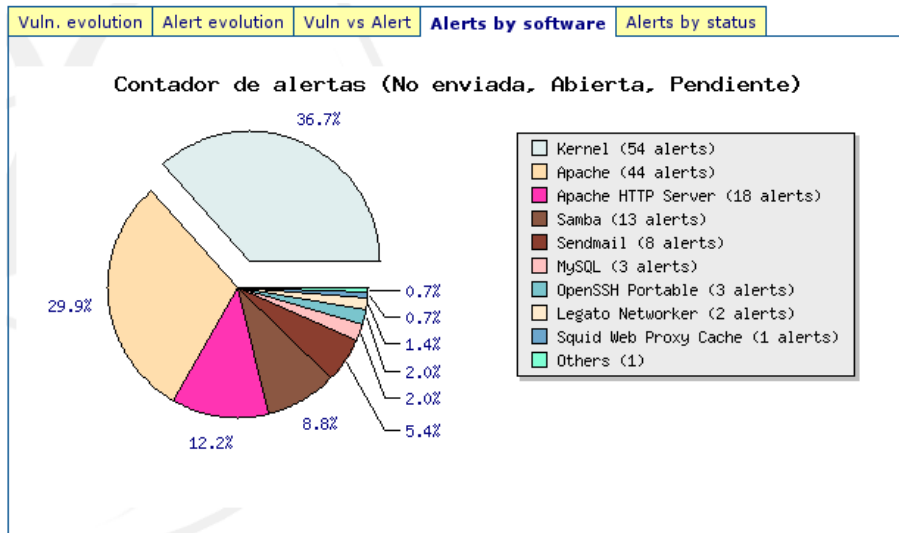 Vuln. evolution Alert evolution Vuln vs Alert Alerts by software Alerts by status
Contador de alertas (No enviada, Abierta, Pendiente)
36.7%
29.9%
12.2%
8.8%
5.4%
2.0%
2.0%
1.4%
0.7%
0.7%
Kernel (54 alerts)
Apache (44 alerts)
Apache HTTP Server (18 alerts)
Samba (13 alerts)
Sendmail (8 alerts)
MySQL (3 alerts)
OpenSSH Portable (3 alerts)
Legato Networker (2 alerts)
Squid Web Proxy Cache (1 alerts)
Others (1)